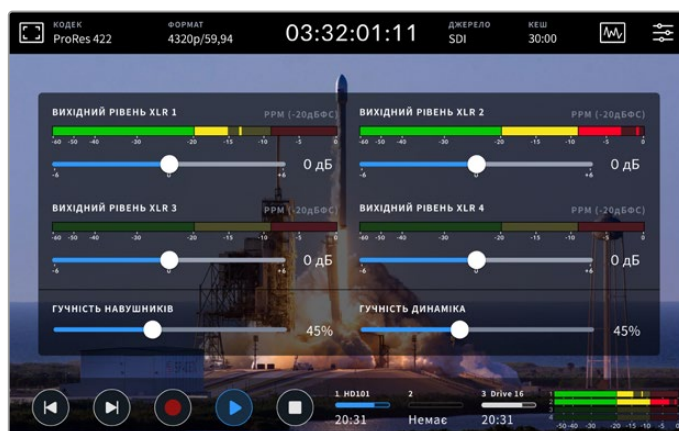 КОДЕК
ProRes 422
ФОРМАТ
4320p/59,94
03:32:01:11
ДЖЕРЕЛО
SDI
КЕШ
30:00
ВИХІДНИЙ РІВЕНЬ XLR 1
PPM (-20дБФС)
-60 -50 -40 -30 -20 -15 -10 -5 0
-6 0 +6
0 дБ
ВИХІДНИЙ РІВЕНЬ XLR 2
PPM (-20дБФС)
-60 -50 -40 -30 -20 -15 -10 -5 0
-6 0 +6
0 дБ
ВИХІДНИЙ РІВЕНЬ XLR 3
PPM (-20дБФС)
-60 -50 -40 -30 -20 -15 -10 -5 0
-6 0 +6
0 дБ
ВИХІДНИЙ РІВЕНЬ XLR 4
PPM (-20дБФС)
-60 -50 -40 -30 -20 -15 -10 -5 0
-6 0 +6
0 дБ
ГУЧНІСТЬ НАВУШНИКІВ
45%
ГУЧНІСТЬ ДИНАМІКА
45%
1 HD101
20:31
2
Немає
3 Drive 16
20:31
1
2
3
4
-50 -40 -30 -20 -15 -10 -5 0